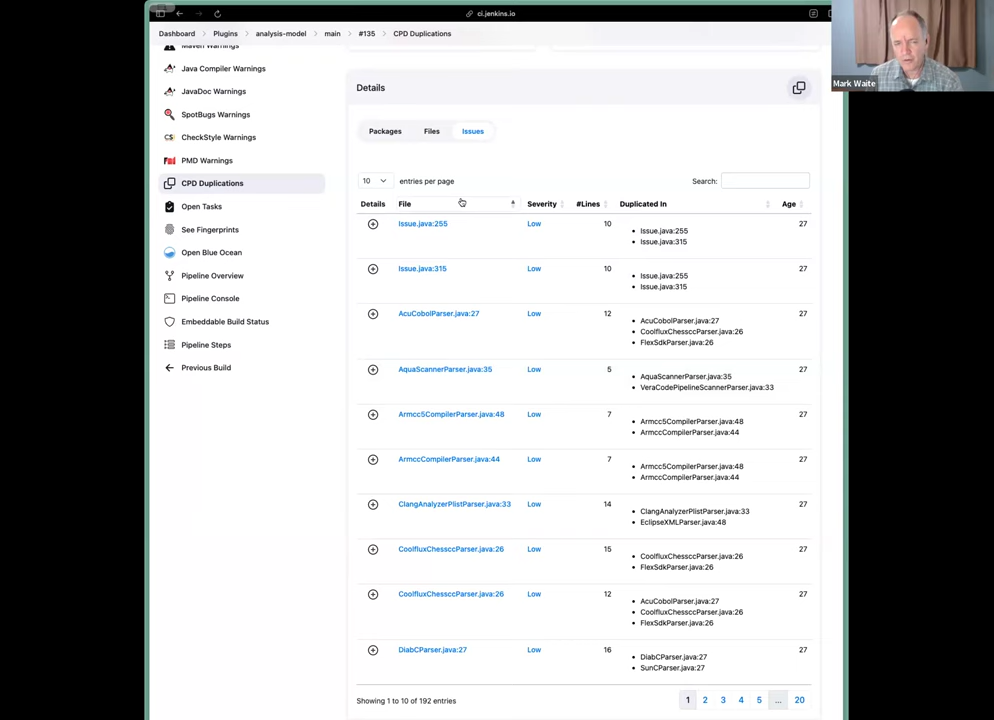 ci.jenkins.io
Dashboard > Plugins > analysis-model > main > #135 > CPD Duplications
Mark Waite
Maven Warnings
Java Compiler Warnings
JavaDoc Warnings
SpotBugs Warnings
CheckStyle Warnings
PMD Warnings
CPD Duplications
Open Tasks
See Fingerprints
Open Blue Ocean
Pipeline Overview
Pipeline Console
Embeddable Build Status
Pipeline Steps
Previous Build
Details
Packages Files Issues
10 entries per page Search:
Details File Severity #Lines Duplicated In Age
Issue.java:255 Low 10 27
Issue.java:255
Issue.java:315
Issue.java:315 Low 10 27
Issue.java:255
Issue.java:315
AcuCobolParser.java:27 Low 12 27
AcuCobolParser.java:27
CoolfluxChessccParser.java:26
FlexSdkParser.java:26
AquaScannerParser.java:35 Low 5 27
AquaScannerParser.java:35
VeraCodePipelineScannerParser.java:33
Armcc5CompilerParser.java:48 Low 7 27
Armcc5CompilerParser.java:48
ArmccCompilerParser.java:44
ArmccCompilerParser.java:44 Low 7 27
Armcc5CompilerParser.java:48
ArmccCompilerParser.java:44
ClangAnalyzerPlistParser.java:33 Low 14 27
ClangAnalyzerPlistParser.java:33
EclipseXMLParser.java:48
CoolfluxChessccParser.java:26 Low 15 27
CoolfluxChessccParser.java:26
FlexSdkParser.java:26
CoolfluxChessccParser.java:26 Low 12 27
AcuCobolParser.java:27
CoolfluxChessccParser.java:26
FlexSdkParser.java:26
DiabCParser.java:27 Low 16 27
DiabCParser.java:27
SunCParser.java:27
Showing 1 to 10 of 192 entries 1 2 3 4 5 ... 20